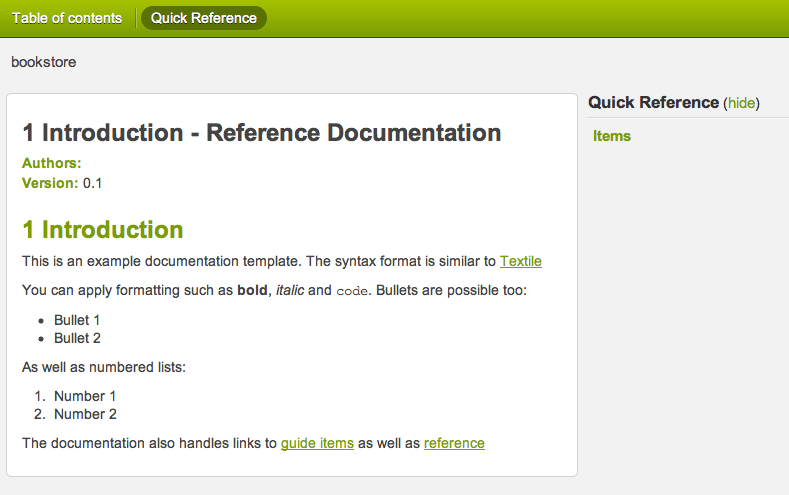 Table of contents Quick Reference
bookstore
1 Introduction - Reference Documentation
Authors:
Version: 0.1
1 Introduction
This is an example documentation template. The syntax format is similar to Textile
You can apply formatting such as bold, italic and code. Bullets are possible too:
• Bullet 1
• Bullet 2
As well as numbered lists:
1. Number 1
2. Number 2
The documentation also handles links to guide items as well as reference
Quick Reference (hide)
Items